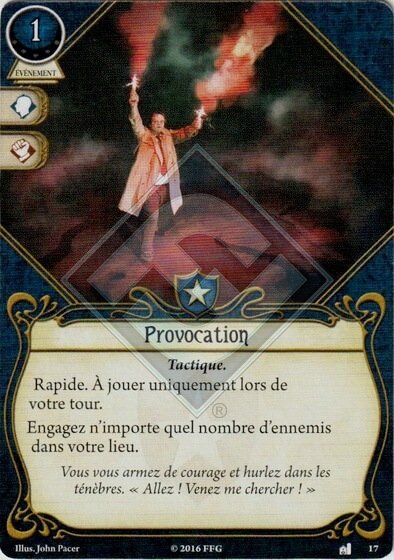 1
ÉVÉNEMENT
Provocation
Tactique.
Rapide. À jouer uniquement lors de
votre tour.
Engagez n’importe quel nombre d’ennemis
dans votre lieu.
Vous vous armez de courage et hurlez dans les
ténèbres. « Allez ! Venez me chercher ! »
Illus. John Pacer
© 2016 FFG
17
®